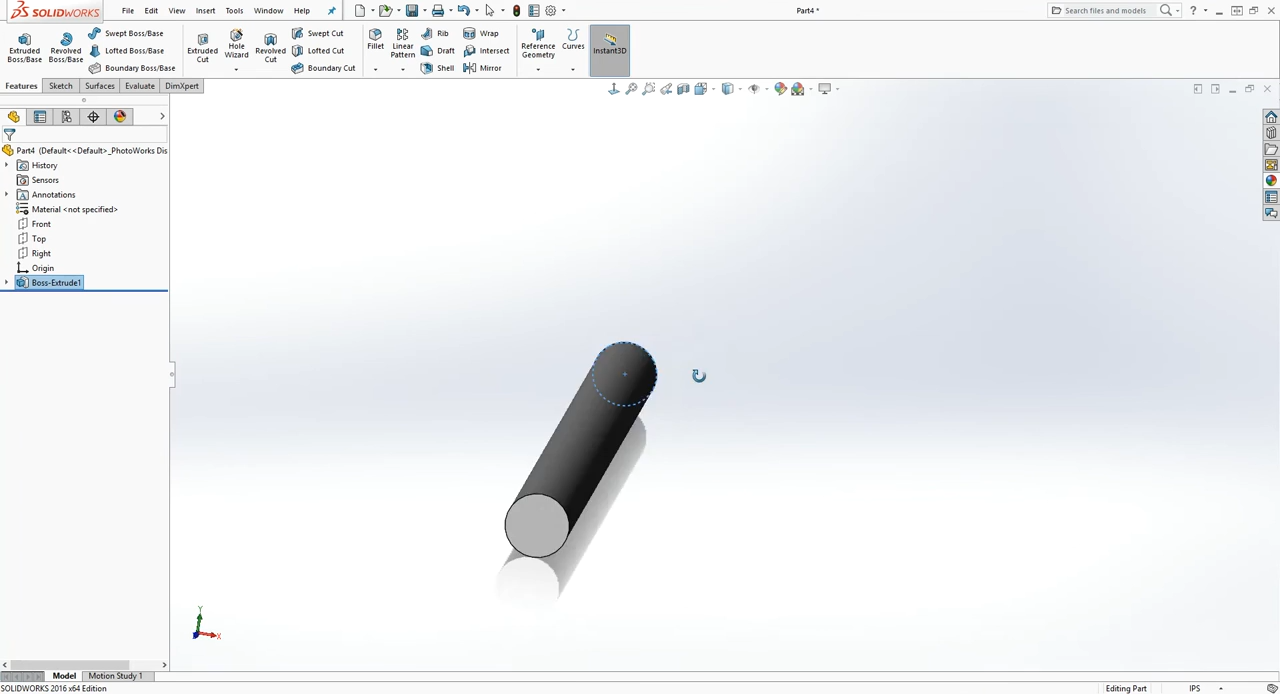 SOLIDWORKS
File Edit View Insert Tools Window Help
Part4 *
Search files and models
Extruded Boss/Base
Revolved Boss/Base
Swept Boss/Base
Lofted Boss/Base
Boundary Boss/Base
Extruded Cut
Hole Wizard
Revolved Cut
Swept Cut
Lofted Cut
Boundary Cut
Fillet
Linear Pattern
Rib
Draft
Shell
Wrap
Intersect
Mirror
Reference Geometry
Curves
Instant3D
Features Sketch Surfaces Evaluate DimXpert
Part4 (Default<<Default>_PhotoWorks Dis
History
Sensors
Annotations
Material <not specified>
Front
Top
Right
Origin
Boss-Extrude1
Y
X
Model Motion Study 1
SOLIDWORKS 2016 x64 Edition
Editing Part IPS